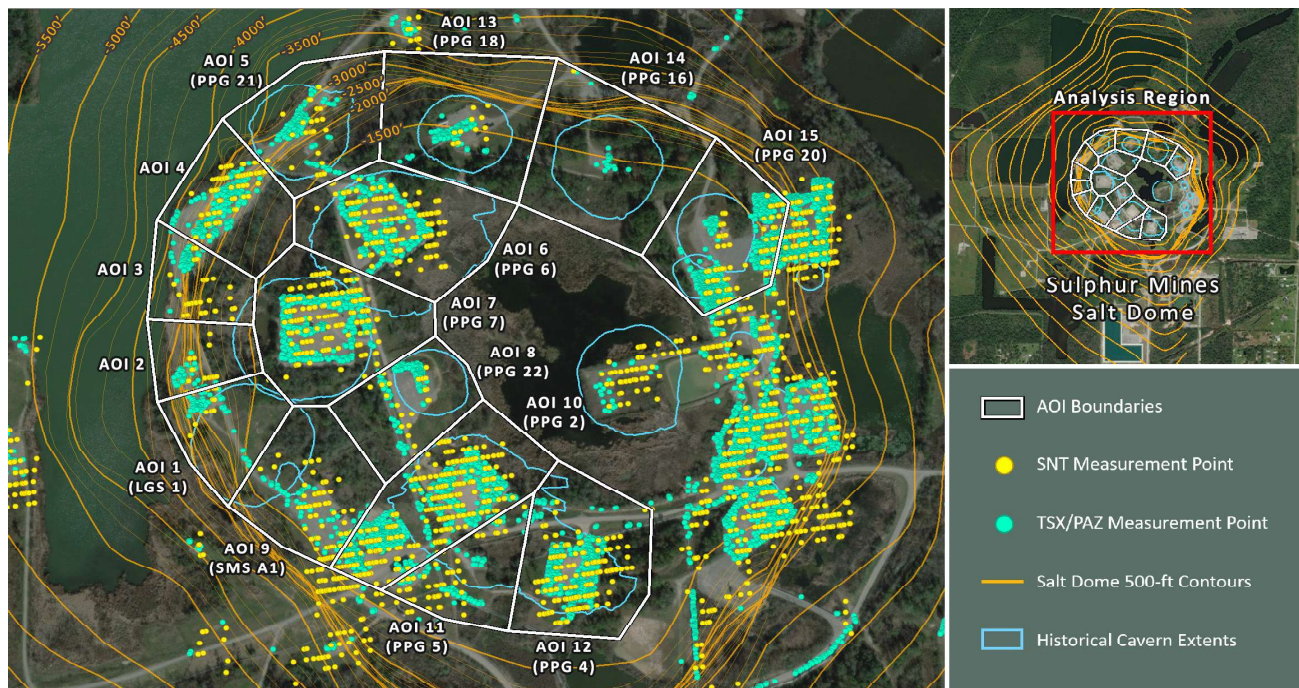 -5500'
-5000'
-4500'
-4000'
-3500'
-3000'
-2500'
-2000'
-1500'
AOI 13
(PPG 18)
AOI 5
(PPG 21)
AOI 14
(PPG 16)
AOI 15
(PPG 20)
AOI 4
AOI 3
AOI 6
(PPG 6)
AOI 7
(PPG 7)
AOI 2
AOI 8
(PPG 22)
AOI 10
(PPG 2)
AOI 1
(LGS 1)
AOI 9
(SMS A1)
AOI 11
(PPG 5)
AOI 12
(PPG 4)
Analysis Region
Sulphur Mines
Salt Dome
AOI Boundaries
SNT Measurement Point
TSX/PAZ Measurement Point
Salt Dome 500-ft Contours
Historical Cavern Extents